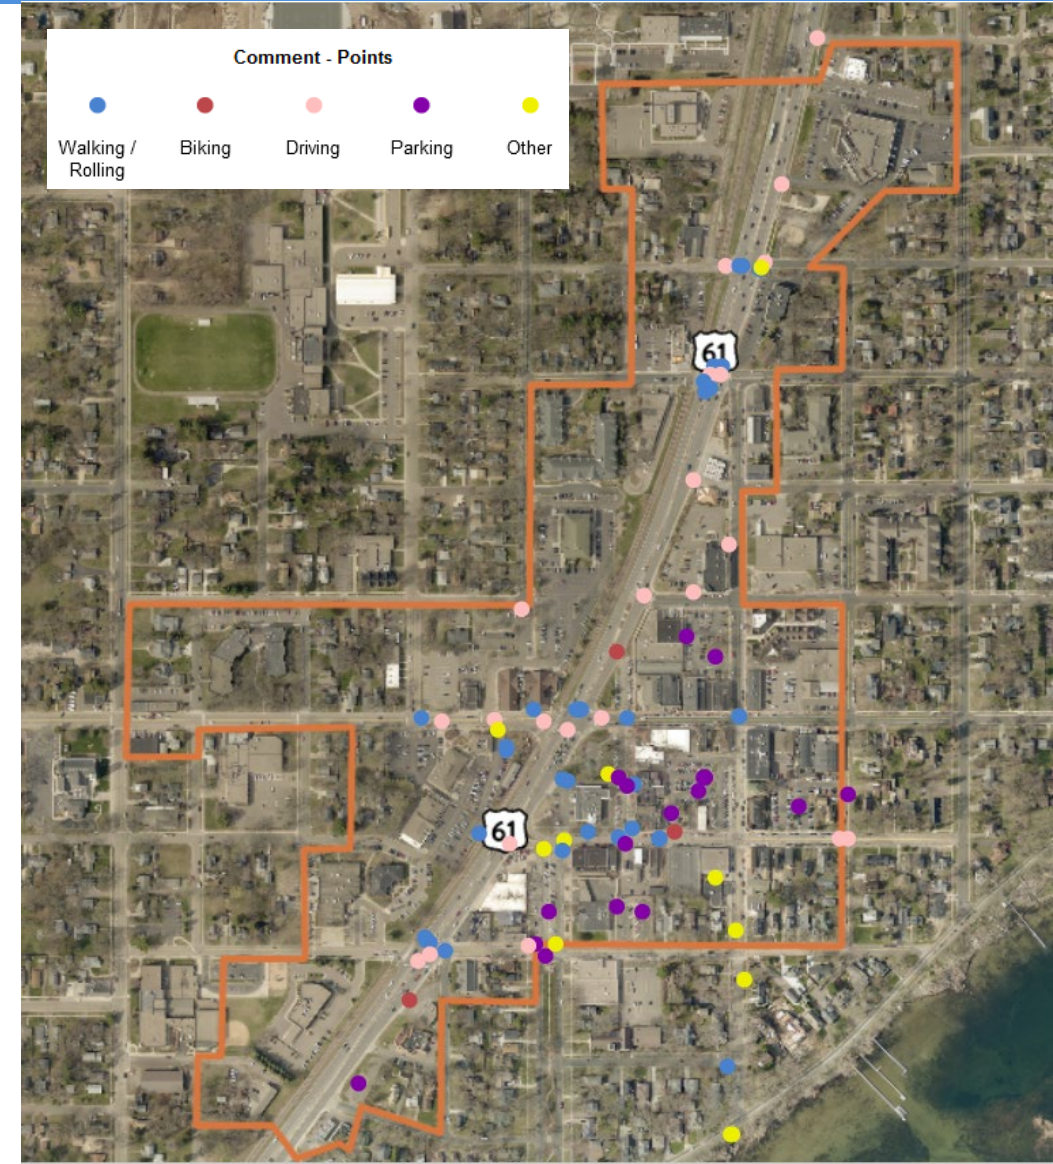 Comment - Points
Walking / Rolling
Biking
Driving
Parking
Other
61
61